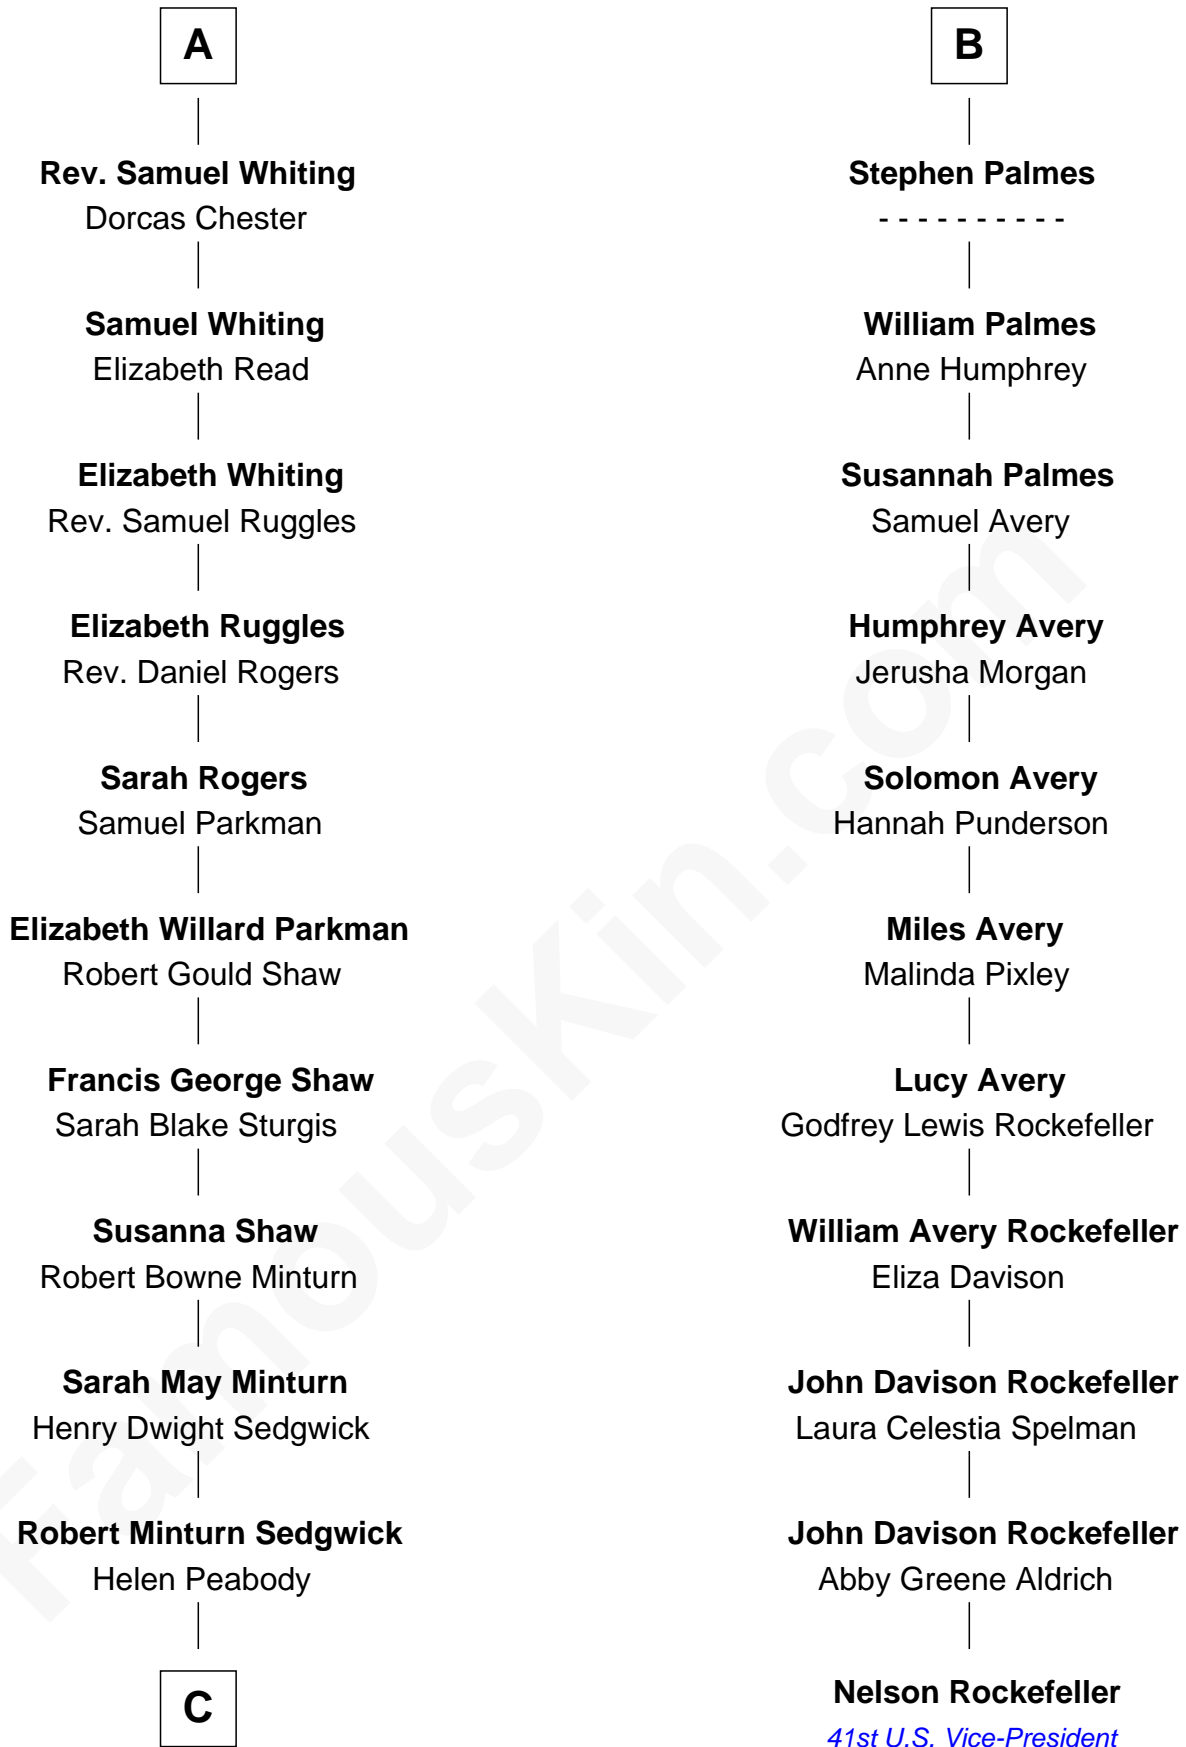 A
Rev. Samuel Whiting
Dorcas Chester
Samuel Whiting
Elizabeth Read
Elizabeth Whiting
Rev. Samuel Ruggles
Elizabeth Ruggles
Rev. Daniel Rogers
Sarah Rogers
Samuel Parkman
Elizabeth Willard Parkman
Robert Gould Shaw
Francis George Shaw
Sarah Blake Sturgis
Susanna Shaw
Robert Bowne Minturn
Sarah May Minturn
Henry Dwight Sedgwick
Robert Minturn Sedgwick
Helen Peabody
C
B
Stephen Palmes
- - - - - - - - - -
William Palmes
Anne Humphrey
Susannah Palmes
Samuel Avery
Humphrey Avery
Jerusha Morgan
Solomon Avery
Hannah Punderson
Miles Avery
Malinda Pixley
Lucy Avery
Godfrey Lewis Rockefeller
William Avery Rockefeller
Eliza Davison
John Davison Rockefeller
Laura Celestia Spelman
John Davison Rockefeller
Abby Greene Aldrich
Nelson Rockefeller
41st U.S. Vice-President
FamousKin.com